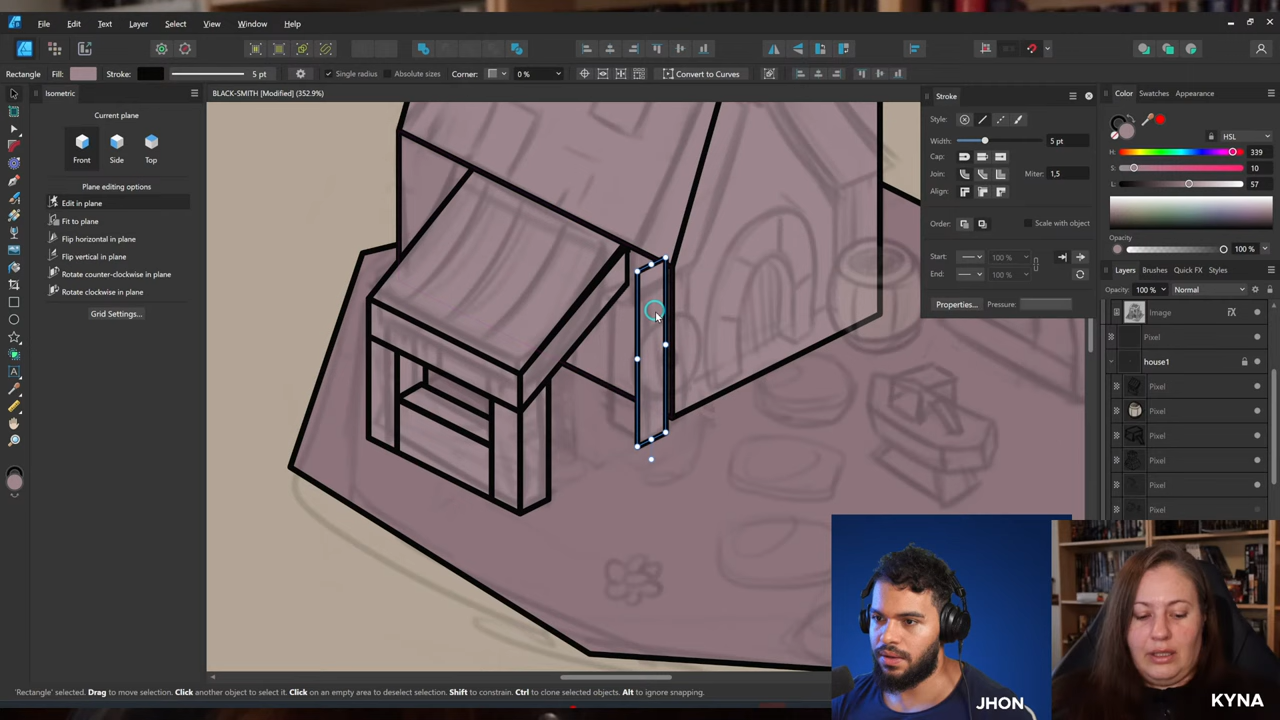 File Edit Text Layer Select View Window Help
Rectangle Fill: Stroke: 5 pt Single radius Absolute sizes Corner: 0 % Convert to Curves
Isometric
BLACK-SMITH [Modified] (352.9%)
Current plane
Front Side Top
Plane editing options
Edit in plane
Fit to plane
Flip horizontal in plane
Flip vertical in plane
Rotate counter-clockwise in plane
Rotate clockwise in plane
Grid Settings...
Stroke
Style:
Width: 5 pt
Cap:
Join: Miter: 1,5
Align:
Order: Scale with object
Start: 100 %
End: 100 %
Properties... Pressure:
Color Swatches Appearance
HSL
H: 339
S: 10
L: 57
Opacity
100 %
Layers Brushes Quick FX Styles
Opacity: 100 % Normal
Image FX
Pixel
house1
Pixel
Pixel
Pixel
Pixel
Pixel
Pixel
'Rectangle' selected. Drag to move selection. Click another object to select it. Click on an empty area to deselect selection. Shift to constrain. Ctrl to clone selected objects. Alt to ignore snapping.
JHON
KYNA